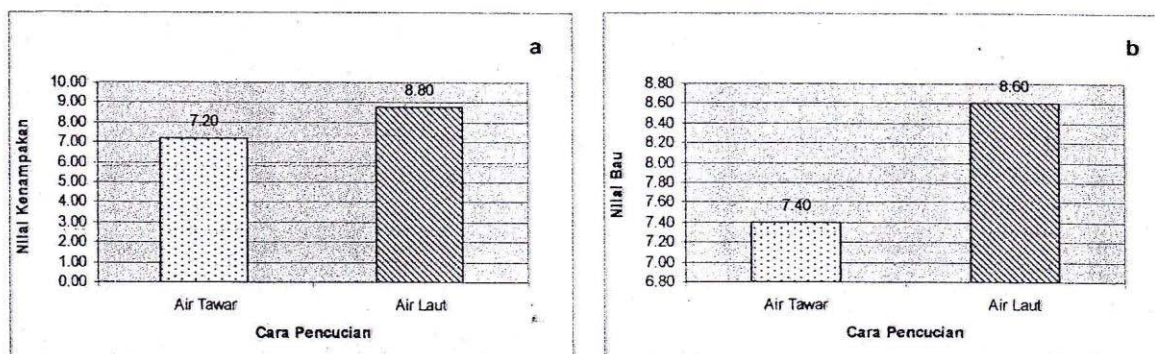 a
10.00
9.00
8.00
7.00
6.00
5.00
4.00
3.00
2.00
1.00
0.00
Nilai Kenampakan
7.20
8.80
Air Tawar
Air Laut
Cara Pencucian
b
8.80
8.60
8.40
8.20
8.00
7.80
7.60
7.40
7.20
7.00
6.80
Nilai Bau
7.40
8.60
Air Tawar
Air Laut
Cara Pencucian